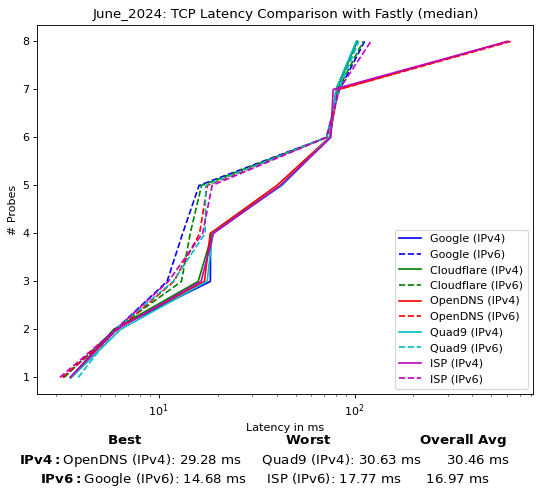 June_2024: TCP Latency Comparison with Fastly (median)
8
7
6
5
4
3
2
1
# Probes
Google (IPv4)
Google (IPv6)
Cloudflare (IPv4)
Cloudflare (IPv6)
OpenDNS (IPv4)
OpenDNS (IPv6)
Quad9 (IPv4)
Quad9 (IPv6)
ISP (IPv4)
ISP (IPv6)
10¹ 10²
Latency in ms
Best Worst Overall Avg
IPv4: OpenDNS (IPv4): 29.28 ms Quad9 (IPv4): 30.63 ms 30.46 ms
IPv6: Google (IPv6): 14.68 ms ISP (IPv6): 17.77 ms 16.97 ms